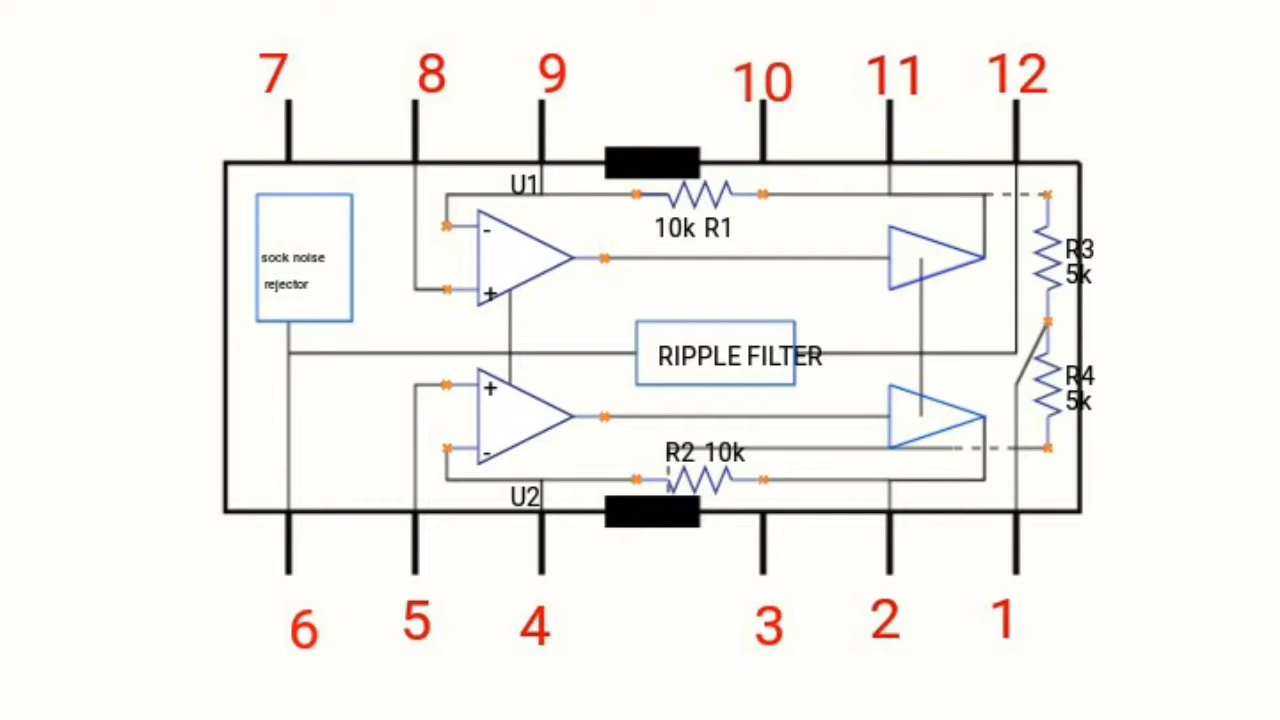 7 8 9 10 11 12
U1
-
10k R1
R3
5k
sock noise
rejector
+
RIPPLE FILTER
+
R4
5k
R2 10k
-
U2
6 5 4 3 2 1